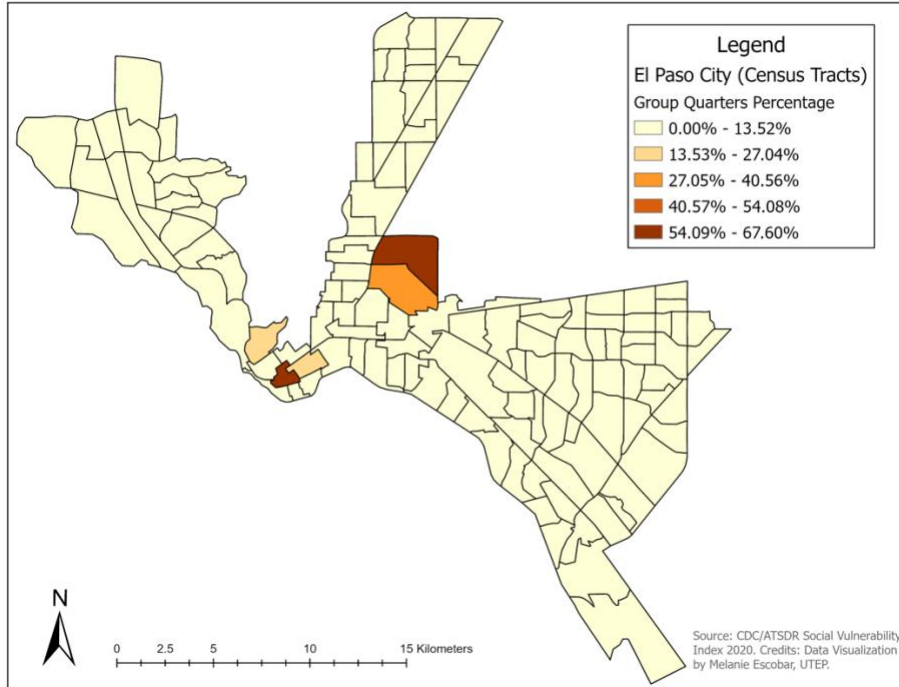 Legend
El Paso City (Census Tracts)
Group Quarters Percentage
0.00% - 13.52%
13.53% - 27.04%
27.05% - 40.56%
40.57% - 54.08%
54.09% - 67.60%
N
0 5 10 15 Kilometers
Source: CDC/ATSDR Social Vulnerability
Index 2020. Credits: Data Visualization
by Melanie Escobar, UTEP.